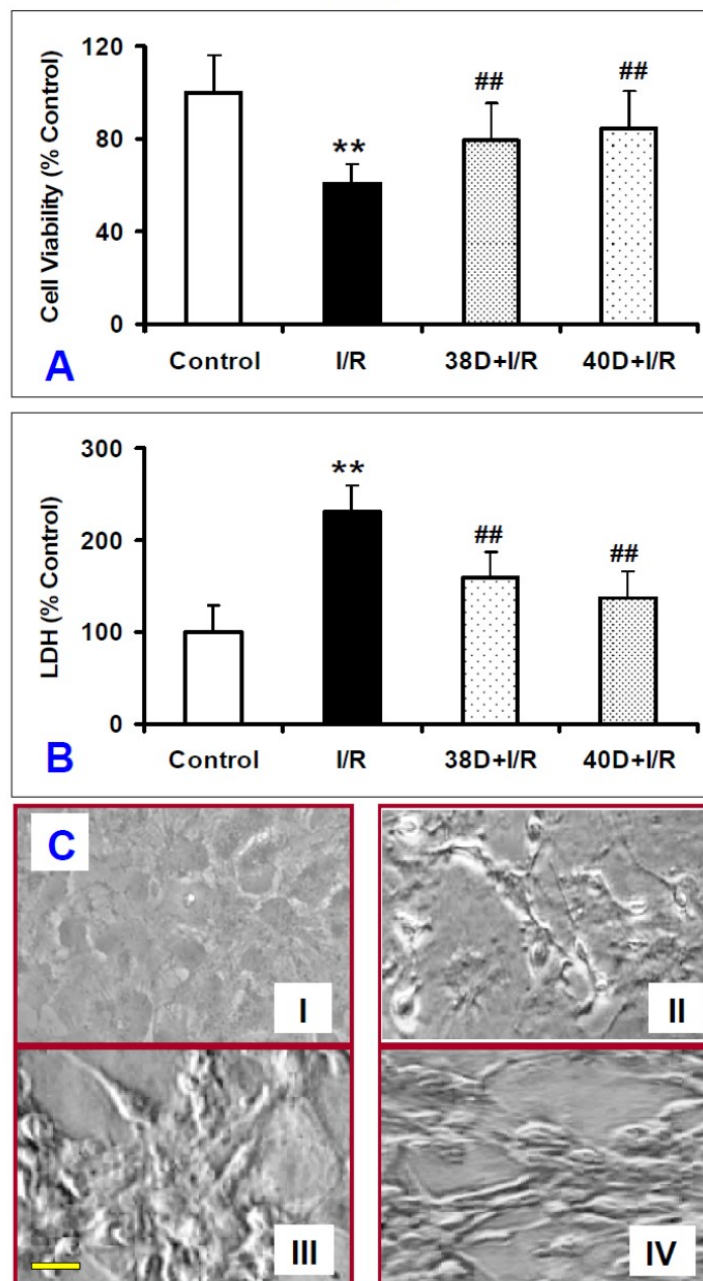 120
80
40
0
Cell Viability (% Control)
**
##
##
Control I/R 38D+I/R 40D+I/R
A
300
200
100
0
LDH (% Control)
**
##
##
Control I/R 38D+I/R 40D+I/R
B
C
I
II
III
IV